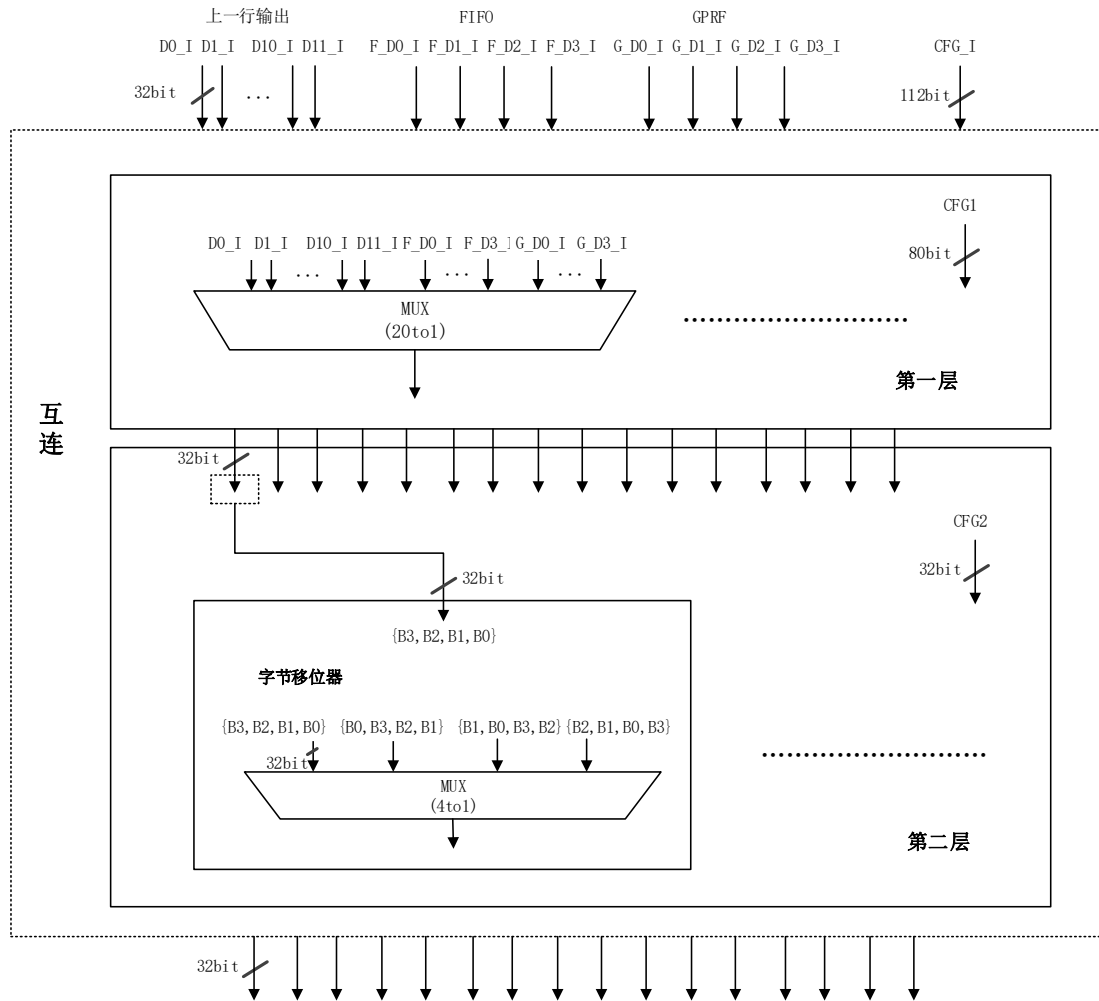 上一行输出 FIFO GPRF
D0_I D1_I D10_I D11_I F_D0_I F_D1_I F_D2_I F_D3_I G_D0_I G_D1_I G_D2_I G_D3_I CFG_I
32bit ... 112bit
CFG1
D0_I D1_I D10_I D11_I F_D0_I F_D3_I G_D0_I G_D3_I
80bit
... ... ...
MUX
(20to1)
第一层
互连
32bit
CFG2
32bit
32bit
{B3,B2,B1,B0}
字节移位器
{B3,B2,B1,B0} {B0,B3,B2,B1} {B1,B0,B3,B2} {B2,B1,B0,B3}
32bit
MUX
(4to1)
第二层
32bit